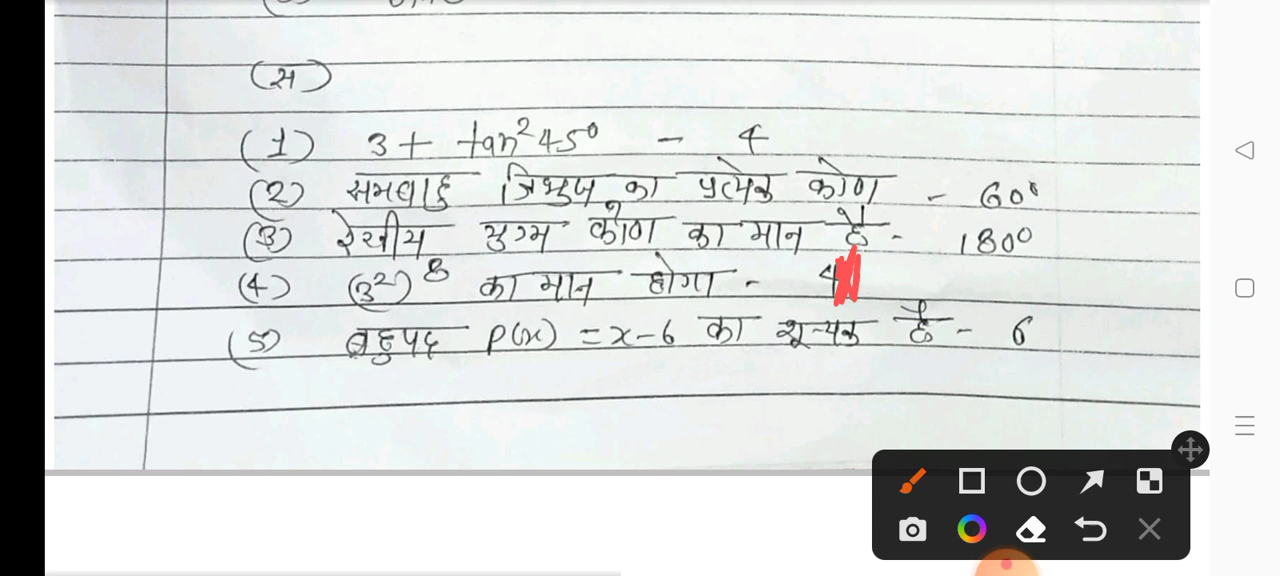 (स)
(1) 3 + tan²45° - 4
(2) समबाहु त्रिभुज का प्रत्येक कोण - 60°
(3) रेखीय युग्म कोण का मान है - 180°
(4) (3²)⁸ का मान होगा - 4
(5) बहुपद P(x) = x-6 का शून्यक है - 6